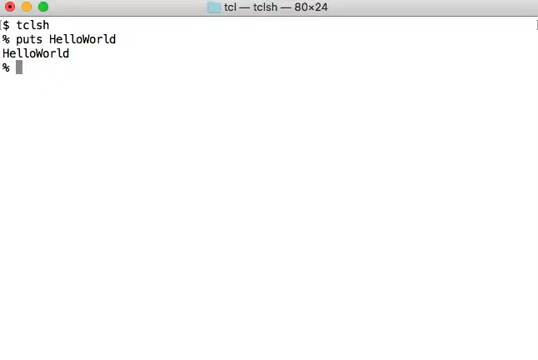 tcl — tclsh — 80×24
$ tclsh
% puts HelloWorld
HelloWorld
%